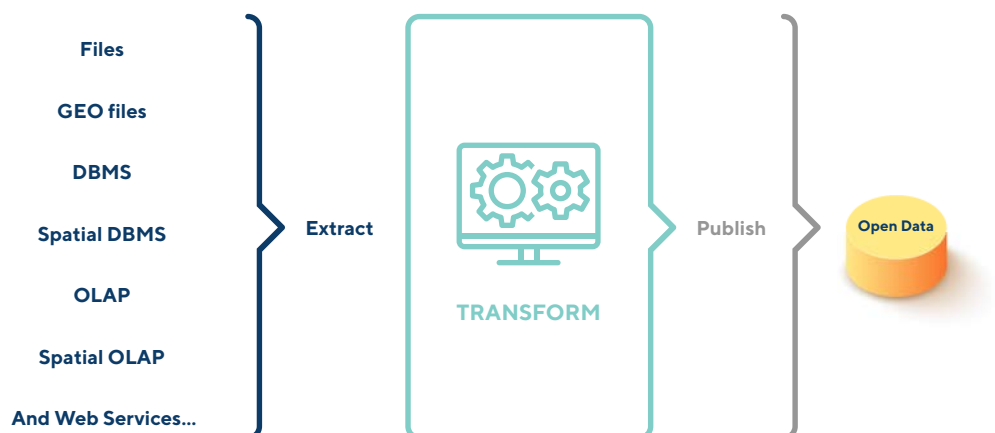 Files
GEO files
DBMS
Spatial DBMS
OLAP
Spatial OLAP
And Web Services...
Extract
TRANSFORM
Publish
Open Data